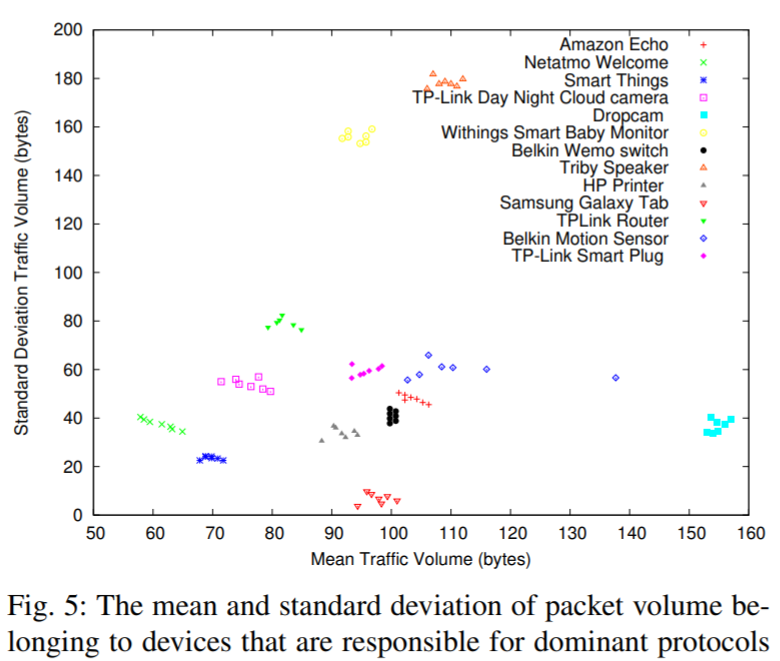 200
180
160
140
120
100
80
60
40
20
0
Standard Deviation Traffic Volume (bytes)
Amazon Echo
Netatmo Welcome
Smart Things
TP-Link Day Night Cloud camera
Dropcam
Withings Smart Baby Monitor
Belkin Wemo switch
Triby Speaker
HP Printer
Samsung Galaxy Tab
TPLink Router
Belkin Motion Sensor
TP-Link Smart Plug
50 60 70 80 90 100 110 120 130 140 150 160
Mean Traffic Volume (bytes)
Fig. 5: The mean and standard deviation of packet volume be-
longing to devices that are responsible for dominant protocols